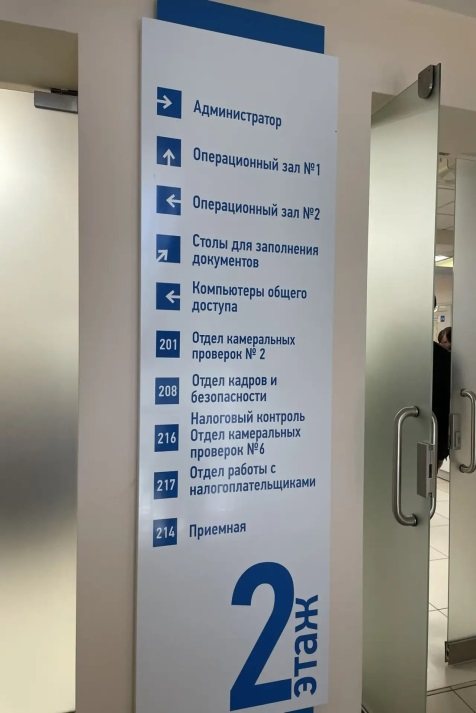 Администратор
Операционный зал №1
Операционный зал №2
Столы для заполнения
документов
Компьютеры общего
доступа
201 Отдел камеральных
проверок № 2
208 Отдел кадров и
безопасности
Налоговый контроль
216 Отдел камеральных
проверок №6
217 Отдел работы с
налогоплательщиками
214 Приемная
2 этаж